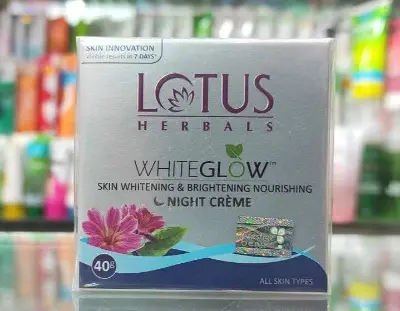 SKIN INNOVATION
Visible results in 7 DAYS*
LOTUS
HERBALS
WHITEGLOW™
SKIN WHITENING & BRIGHTENING NOURISHING
NIGHT CRÈME
40g
ALL SKIN TYPES